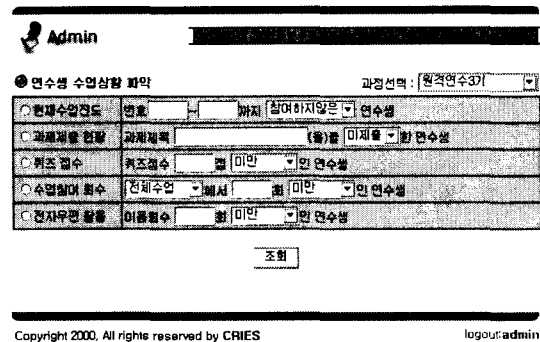 Admin
연수생 수업상황 파악
과정선택 : 원격연수3기
현재수업진도 번호 ~ 까지 참여하지않은 연수생
과제제출 현황 과제제목 (을)를 미제출 한 연수생
퀴즈 점수 퀴즈점수 점 미만 인 연수생
수업참여 회수 전체수업 에서 회 미만 인 연수생
전자우편 활용 이용회수 회 미만 인 연수생
조회
Copyright 2000, All rights reserved by CRIES
logout:admin